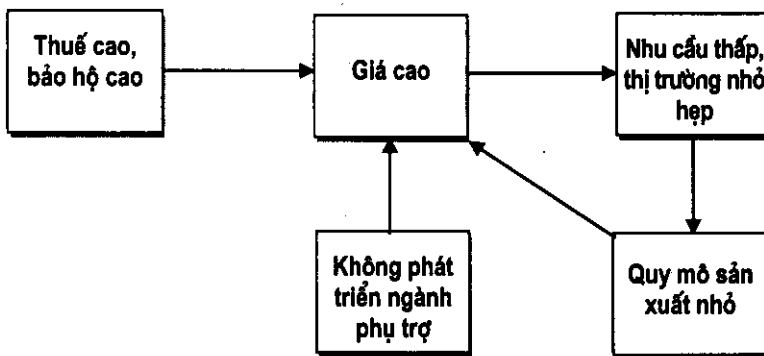 Thuế cao,
bảo hộ cao
Giá cao
Nhu cầu thấp,
thị trường nhỏ
hẹp
Không phát
triển ngành
phụ trợ
Quy mô sản
xuất nhỏ